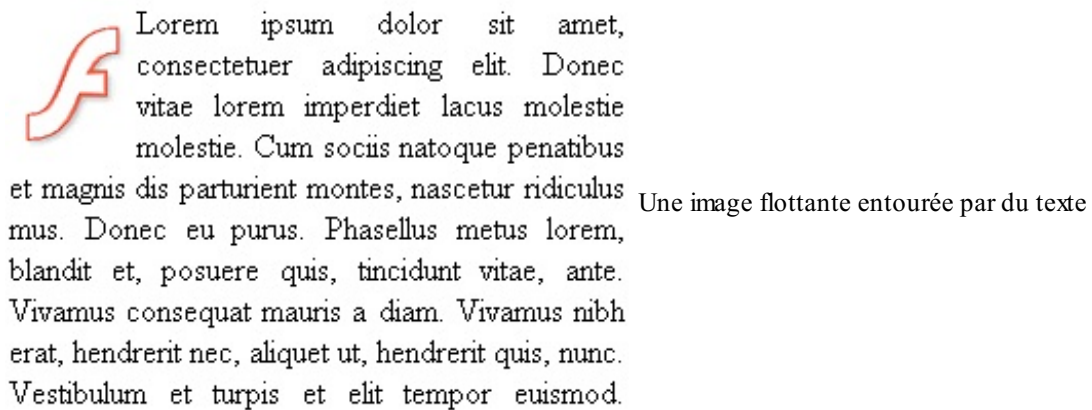 Lorem ipsum dolor sit amet,
consectetuer adipiscing elit. Donec
vitae lorem imperdiet lacus molestie
molestie. Cum sociis natoque penatibus
et magnis dis parturient montes, nascetur ridiculus
mus. Donec eu purus. Phasellus metus lorem,
blandit et, posuere quis, tincidunt vitae, ante.
Vivamus consequat mauris a diam. Vivamus nibh
erat, hendrerit nec, aliquet ut, hendrerit quis, nunc.
Vestibulum et turpis et elit tempor euismod.
Une image flottante entourée par du texte